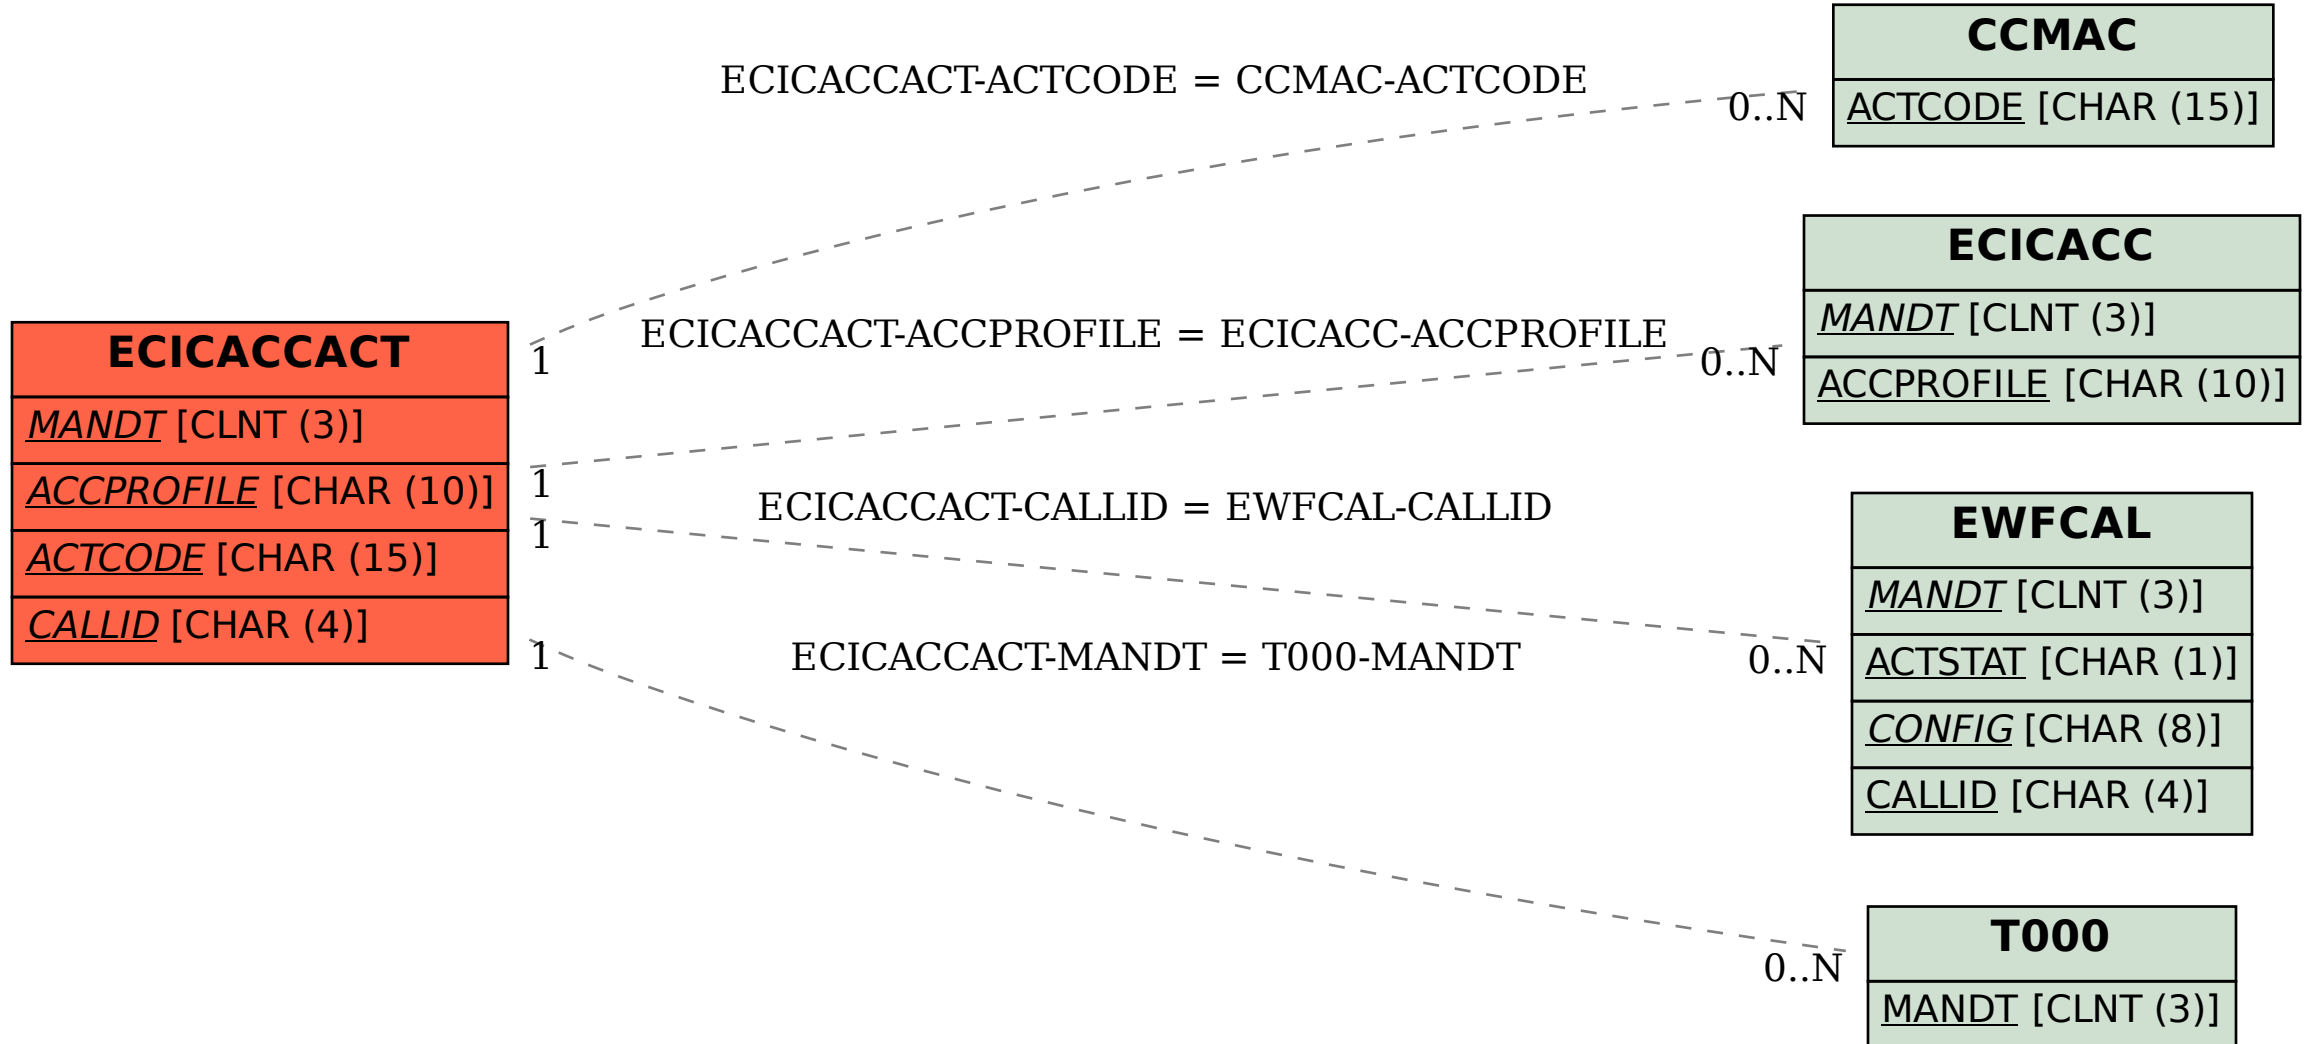 CCMAC
ACTCODE [CHAR (15)]
ECICACCACT-ACTCODE = CCMAC-ACTCODE
0..N
ECICACC
MANDT [CLNT (3)]
ACCPROFILE [CHAR (10)]
ECICACCACT-ACCPROFILE = ECICACC-ACCPROFILE
0..N
ECICACCACT
MANDT [CLNT (3)]
ACCPROFILE [CHAR (10)]
ACTCODE [CHAR (15)]
CALLID [CHAR (4)]
1
1
1
1
ECICACCACT-CALLID = EWFCAL-CALLID
0..N
EWFCAL
MANDT [CLNT (3)]
ACTSTAT [CHAR (1)]
CONFIG [CHAR (8)]
CALLID [CHAR (4)]
ECICACCACT-MANDT = T000-MANDT
0..N
T000
MANDT [CLNT (3)]